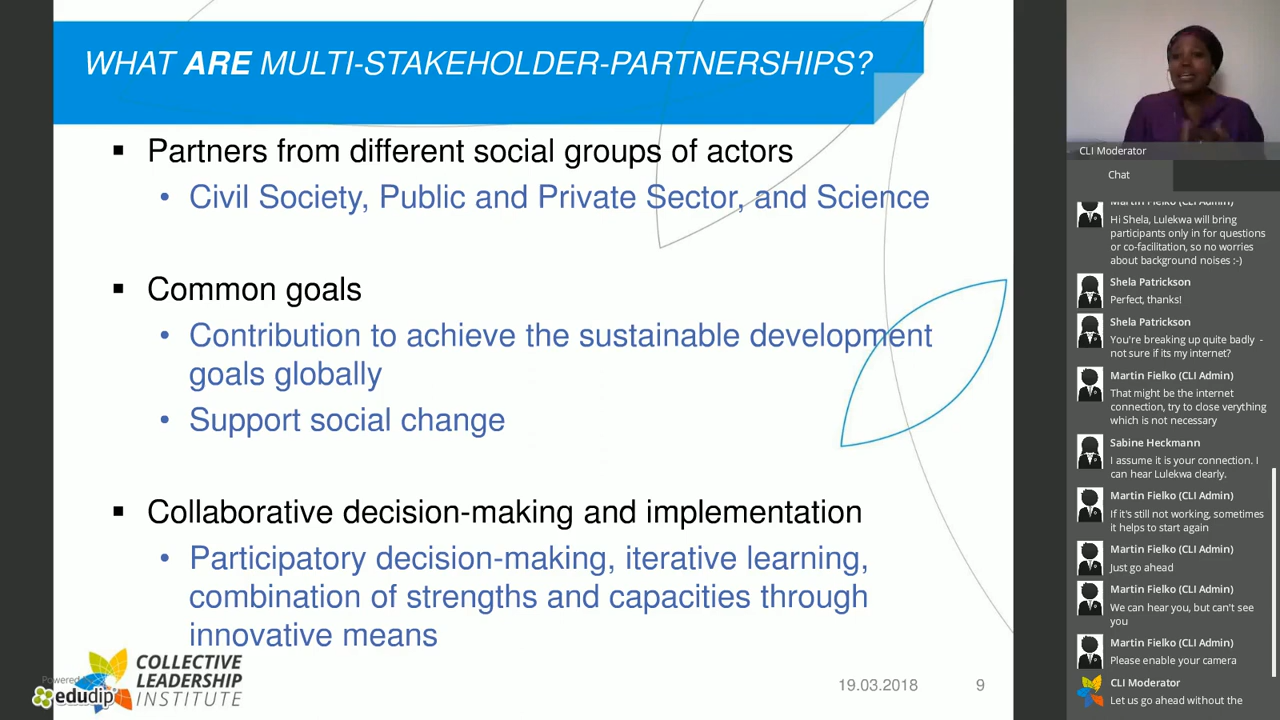 WHAT ARE MULTI-STAKEHOLDER-PARTNERSHIPS?
▪ Partners from different social groups of actors
• Civil Society, Public and Private Sector, and Science
▪ Common goals
• Contribution to achieve the sustainable development
goals globally
• Support social change
▪ Collaborative decision-making and implementation
• Participatory decision-making, iterative learning,
combination of strengths and capacities through
innovative means
COLLECTIVE
LEADERSHIP
INSTITUTE
Powered
edudip
19.03.2018
9
CLI Moderator
Chat
Martin Fielko (CLI Admin)
Hi Shela, Lulekwa will bring
participants only in for questions
or co-facilitation, so no worries
about background noises :-)
Shela Patrickson
Perfect, thanks!
Shela Patrickson
You're breaking up quite badly -
not sure if its my internet?
Martin Fielko (CLI Admin)
That might be the internet
connection, try to close verything
which is not necessary
Sabine Heckmann
I assume it is your connection. I
can hear Lulekwa clearly.
Martin Fielko (CLI Admin)
If it's still not working, sometimes
it helps to start again
Martin Fielko (CLI Admin)
Just go ahead
Martin Fielko (CLI Admin)
We can hear you, but can't see
you
Martin Fielko (CLI Admin)
Please enable your camera
CLI Moderator
Let us go ahead without the